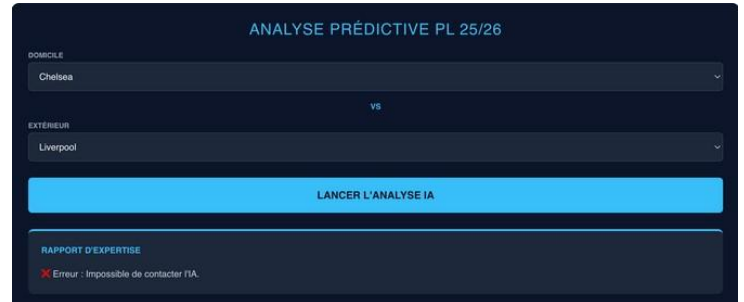 ANALYSE PRÉDICTIVE PL 25/26
DOMICILE
Chelsea
VS
EXTÉRIEUR
Liverpool
LANCER L'ANALYSE IA
RAPPORT D'EXPERTISE
❌ Erreur : Impossible de contacter l'IA.